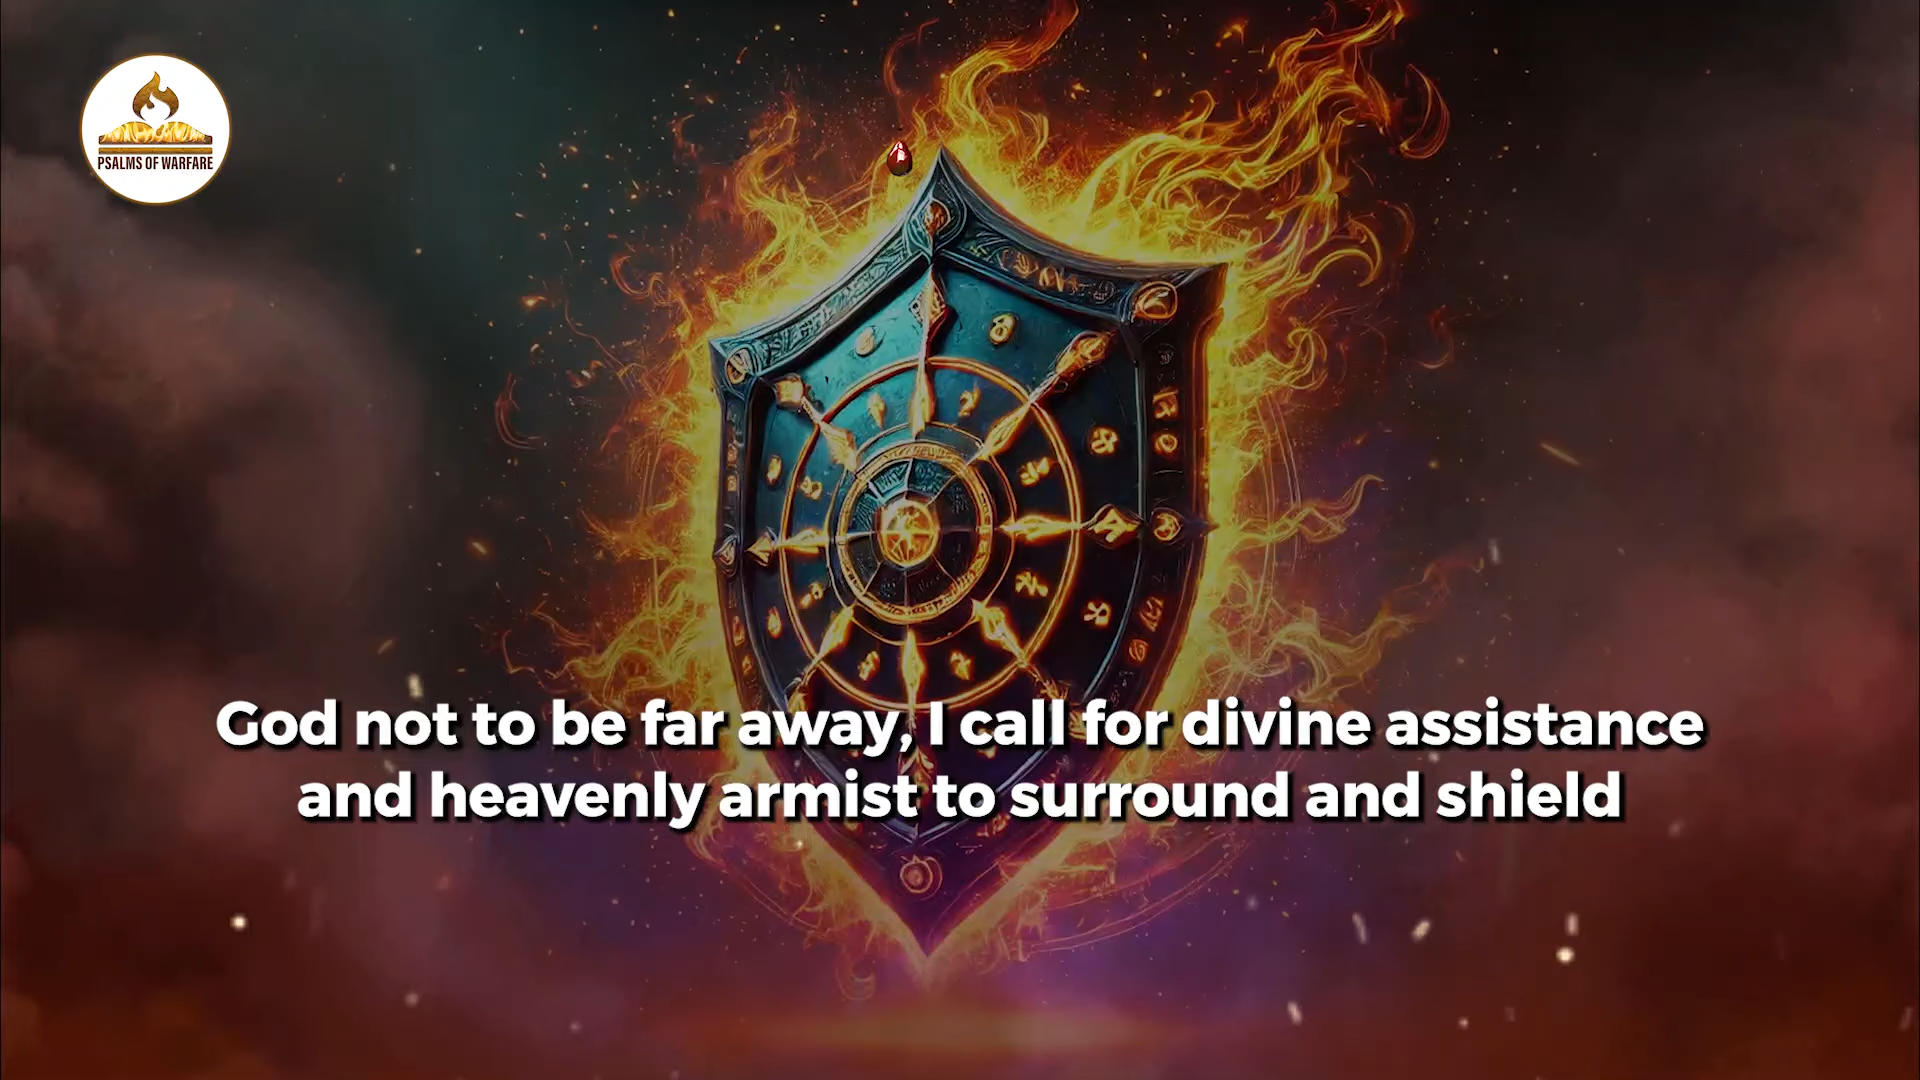 PSALMS OF WARFARE
God not to be far away, I call for divine assistance
and heavenly armist to surround and shield